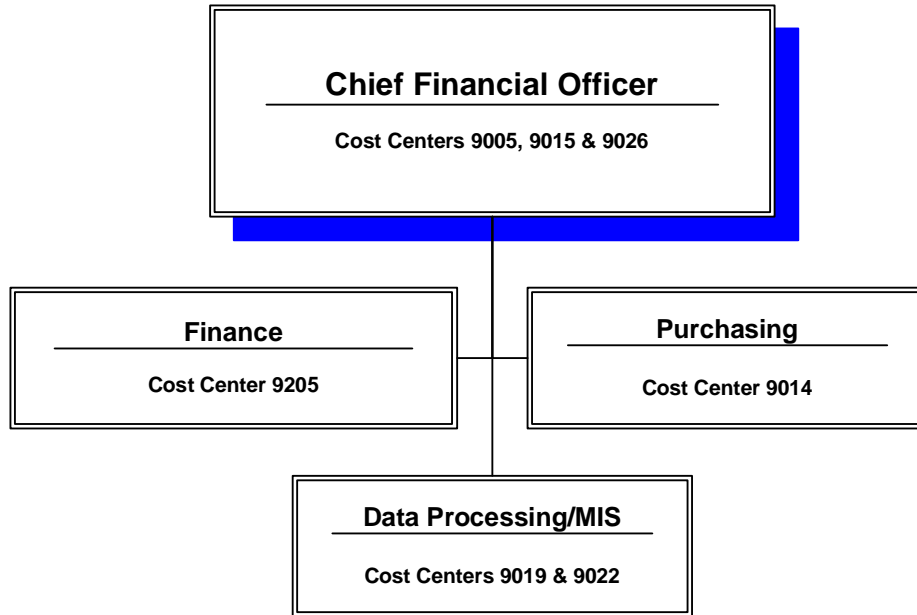 Chief Financial Officer
Cost Centers 9005, 9015 & 9026
Finance
Cost Center 9205
Purchasing
Cost Center 9014
Data Processing/MIS
Cost Centers 9019 & 9022